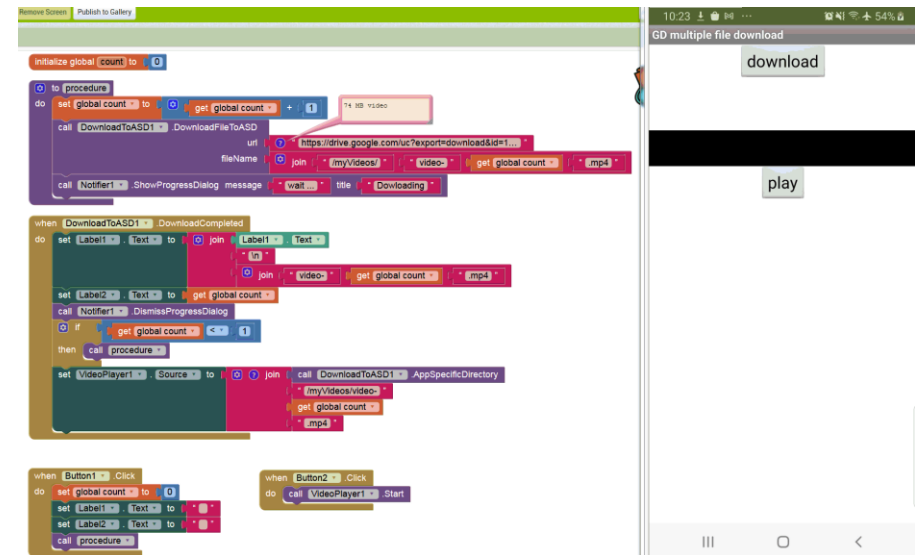 Remove Screen Publish to Gallery
initialize global count to 0
to procedure
do set global count to get global count + 1
74 MB video
call DownloadToASD1 .DownloadFileToASD
url " https://drive.google.com/uc?export=download&id=1... "
fileName join " /myVideos/ " " video- " get global count " .mp4 "
call Notifier1 .ShowProgressDialog message " wait ... " title " Dowloading "
when DownloadToASD1 .DownloadCompleted
do set Label1 . Text to join Label1 . Text
" \n "
join " video- " get global count " .mp4 "
set Label2 . Text to get global count
call Notifier1 .DismissProgressDialog
if get global count < 1
then call procedure
set VideoPlayer1 . Source to ? join call DownloadToASD1 .AppSpecificDirectory
" /myVideos/video- "
get global count
" .mp4 "
when Button1 .Click
do set global count to 0
set Label1 . Text to " "
set Label2 . Text to " "
call procedure
when Button2 .Click
do call VideoPlayer1 .Start
10:23 54%
GD multiple file download
download
play